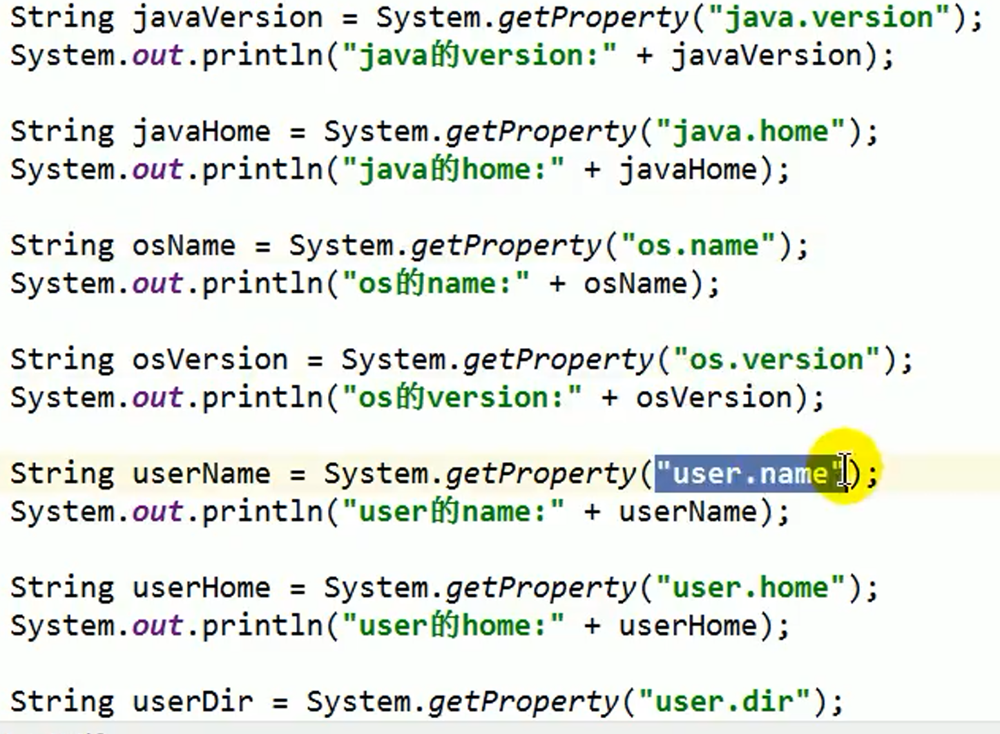 String javaVersion = System.getProperty("java.version");
System.out.println("java的version:" + javaVersion);
String javaHome = System.getProperty("java.home");
System.out.println("java的home:" + javaHome);
String osName = System.getProperty("os.name");
System.out.println("os的name:" + osName);
String osVersion = System.getProperty("os.version");
System.out.println("os的version:" + osVersion);
String userName = System.getProperty("user.name");
System.out.println("user的name:" + userName);
String userHome = System.getProperty("user.home");
System.out.println("user的home:" + userHome);
String userDir = System.getProperty("user.dir");